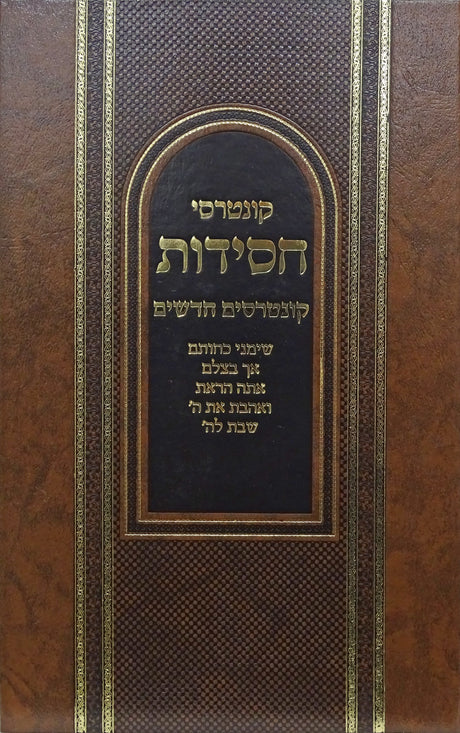 קונטרסי
חסידות
קונטרסים חדשים
שימני כחותם
אך בצלם
אתה הראת
ואהבת את ה'
שבת לה'